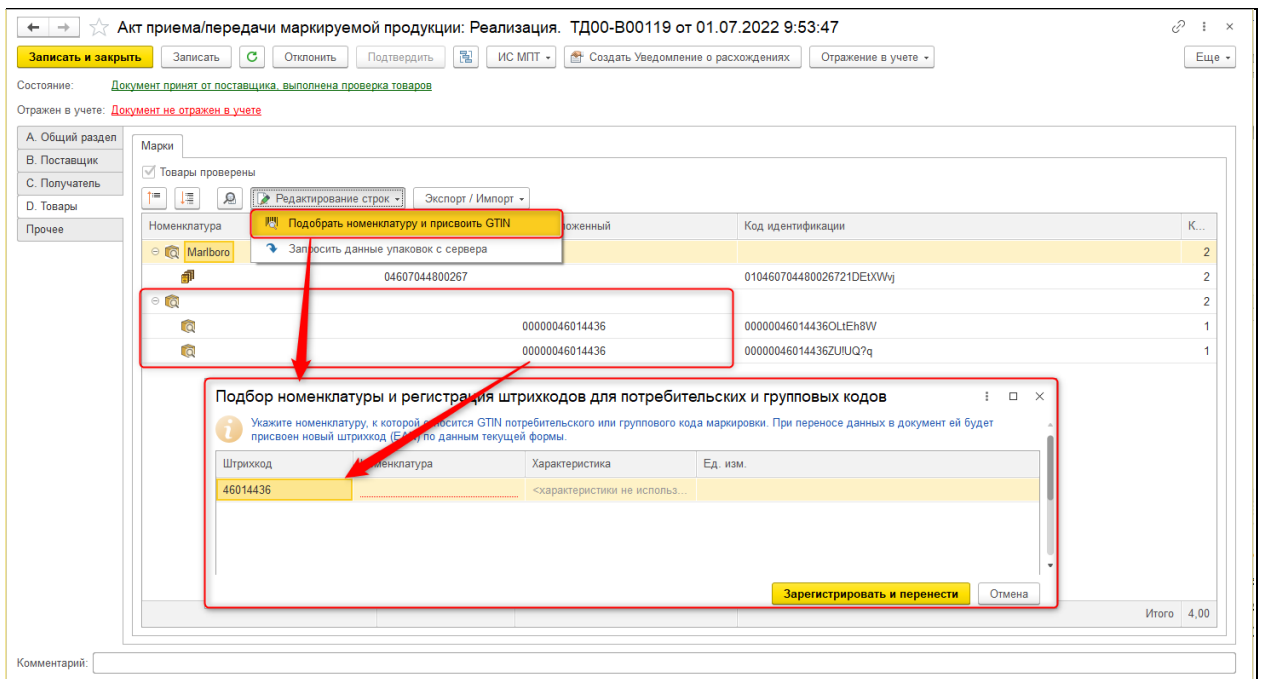 Акт приема/передачи маркируемой продукции: Реализация. ТД00-В00119 от 01.07.2022 9:53:47
Записать и закрыть Записать Отклонить Подтвердить ИС МПТ Создать Уведомление о расхождениях Отражение в учете Еще
Состояние: Документ принят от поставщика, выполнена проверка товаров
Отражен в учете: Документ не отражен в учете
А. Общий раздел
В. Поставщик
С. Получатель
D. Товары
Прочее
Марки
Товары проверены
Редактирование строк Экспорт / Импорт
Подобрать номенклатуру и присвоить GTIN
Запросить данные упаковок с сервера
Номенклатура Код идентификации К...
Marlboro 2
04607044800267 010460704480026721DEtXWvj 2
2
00000046014436 00000046014436OLtEh8W 1
00000046014436 00000046014436ZU!UQ?q 1
Подбор номенклатуры и регистрация штрихкодов для потребительских и групповых кодов
Укажите номенклатуру, к которой относится GTIN потребительского или группового кода маркировки. При переносе данных в документ ей будет
присвоен новый штрихкод (EAN) по данным текущей формы.
Штрихкод Номенклатура Характеристика Ед. изм.
46014436 <характеристики не использ...
Зарегистрировать и перенести Отмена
Итого 4,00
Комментарий: